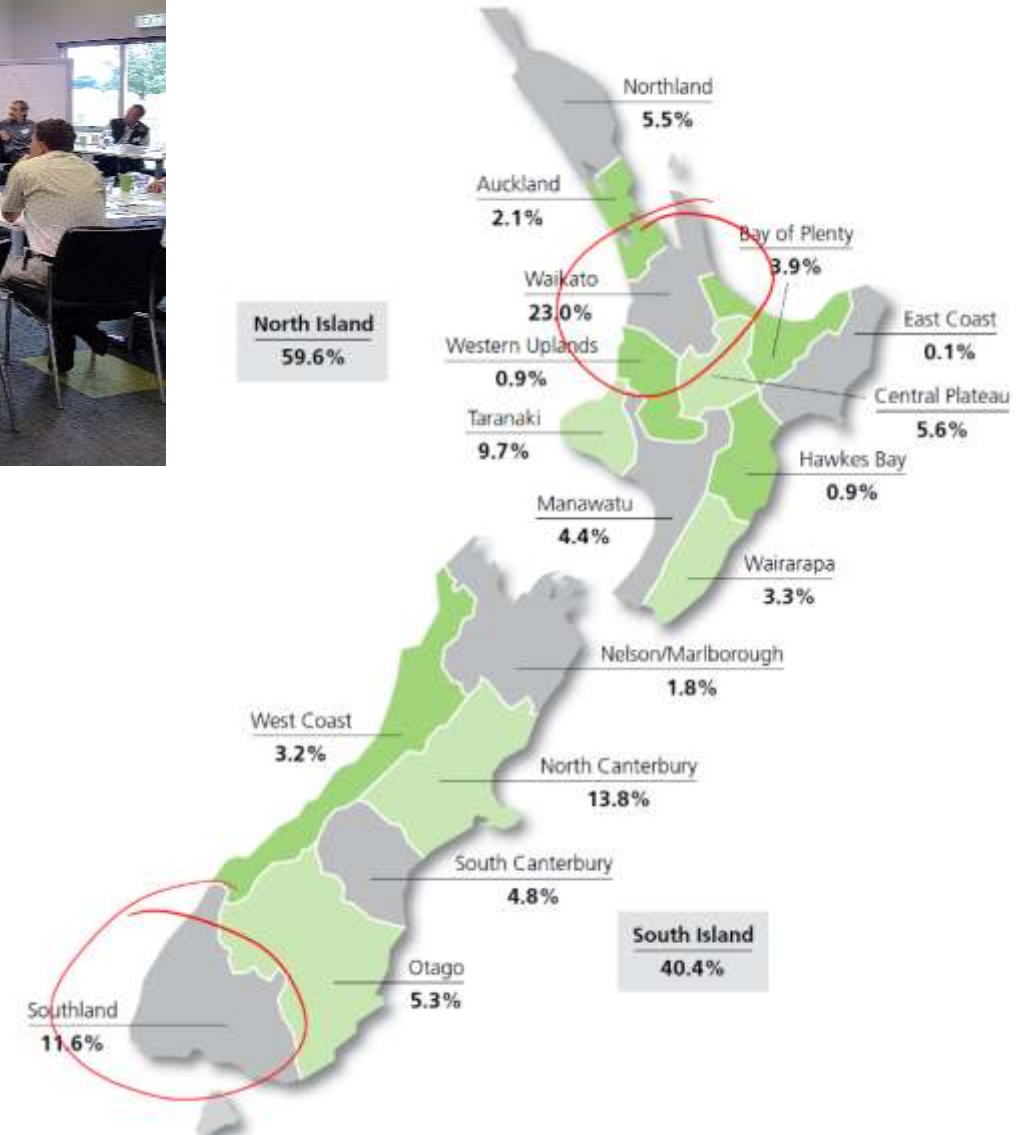 Northland
5.5%
Auckland
2.1%
Bay of Plenty
3.9%
Waikato
23.0%
North Island
59.6%
East Coast
0.1%
Western Uplands
0.9%
Central Plateau
5.6%
Taranaki
9.7%
Hawkes Bay
0.9%
Manawatu
4.4%
Wairarapa
3.3%
Nelson/Marlborough
1.8%
West Coast
3.2%
North Canterbury
13.8%
South Canterbury
4.8%
South Island
40.4%
Otago
5.3%
Southland
11.6%